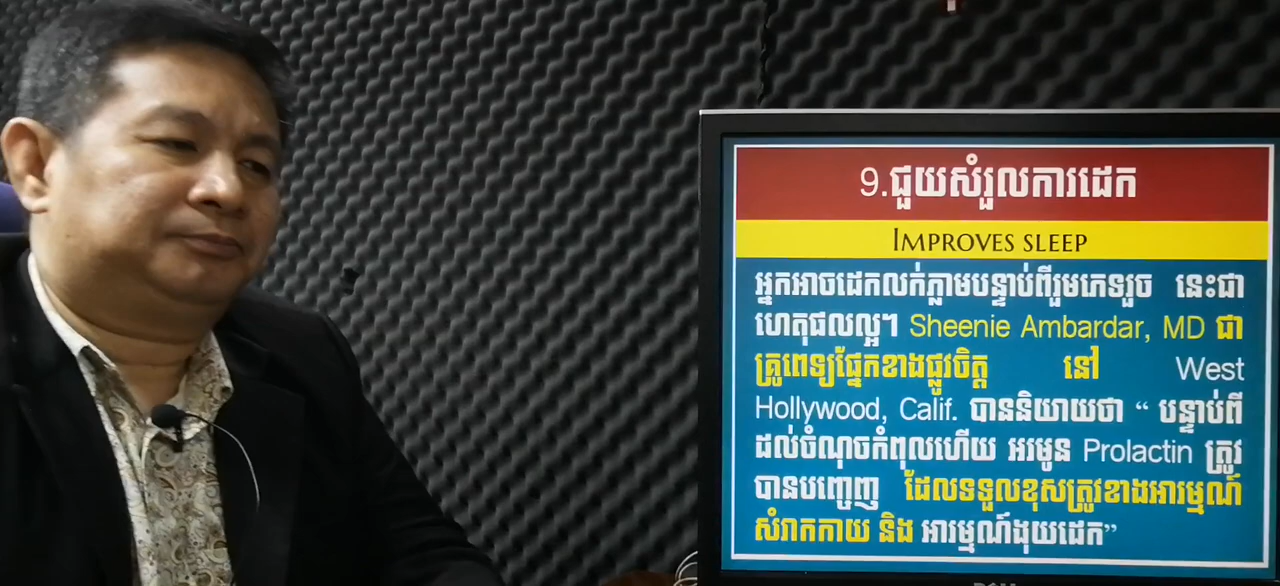 9.ជួយសំរួលការដេក
IMPROVES SLEEP
អ្នកអាចដេកលក់ភ្លាមបន្ទាប់ពីរួមភេទរួច នេះជា
ហេតុផលល្អ។ Sheenie Ambardar, MD ជា
គ្រូពេទ្យផ្នែកខាងផ្លូវចិត្ត នៅ West
Hollywood, Calif. បាននិយាយថា “ បន្ទាប់ពី
ដល់ចំណុចកំពុលហើយ អរមូន Prolactin ត្រូវ
បានបញ្ចេញ ដែលទទួលខុសត្រូវខាងអារម្មណ៍
សំរាកកាយ និង អារម្មណ៍ងុយដេក”